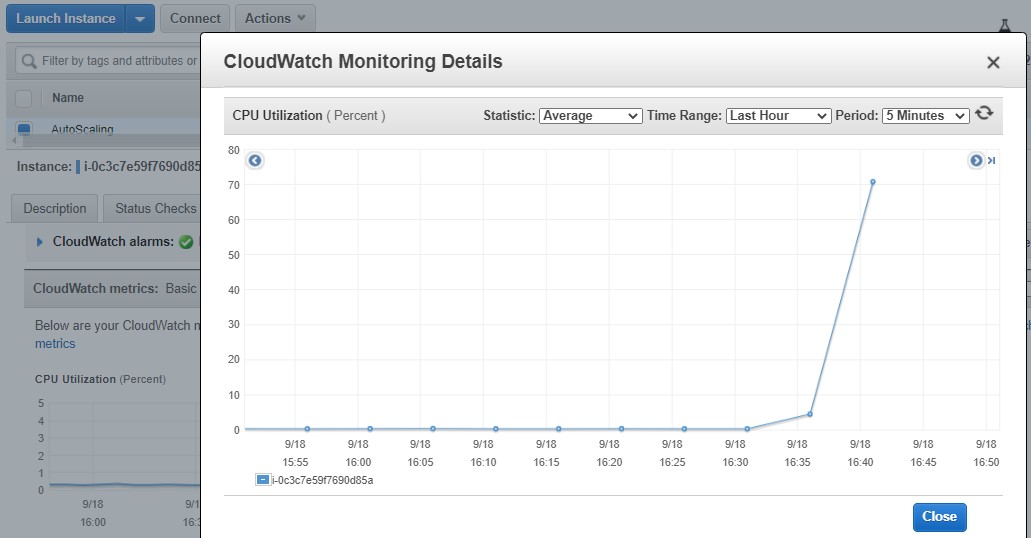 Launch Instance Connect Actions
Filter by tags and attributes or
Name
AutoScaling
Instance: i-0c3c7e59f7690d85
Description Status Checks
CloudWatch alarms:
CloudWatch metrics: Basic
Below are your CloudWatch
metrics
CPU Utilization (Percent)
5
4
3
2
1
0
9/18
16:00
CloudWatch Monitoring Details
CPU Utilization ( Percent ) Statistic: Average Time Range: Last Hour Period: 5 Minutes
80
70
60
50
40
30
20
10
0
9/18 9/18 9/18 9/18 9/18 9/18 9/18 9/18 9/18 9/18 9/18 9/18
15:55 16:00 16:05 16:10 16:15 16:20 16:25 16:30 16:35 16:40 16:45 16:50
i-0c3c7e59f7690d85a
Close